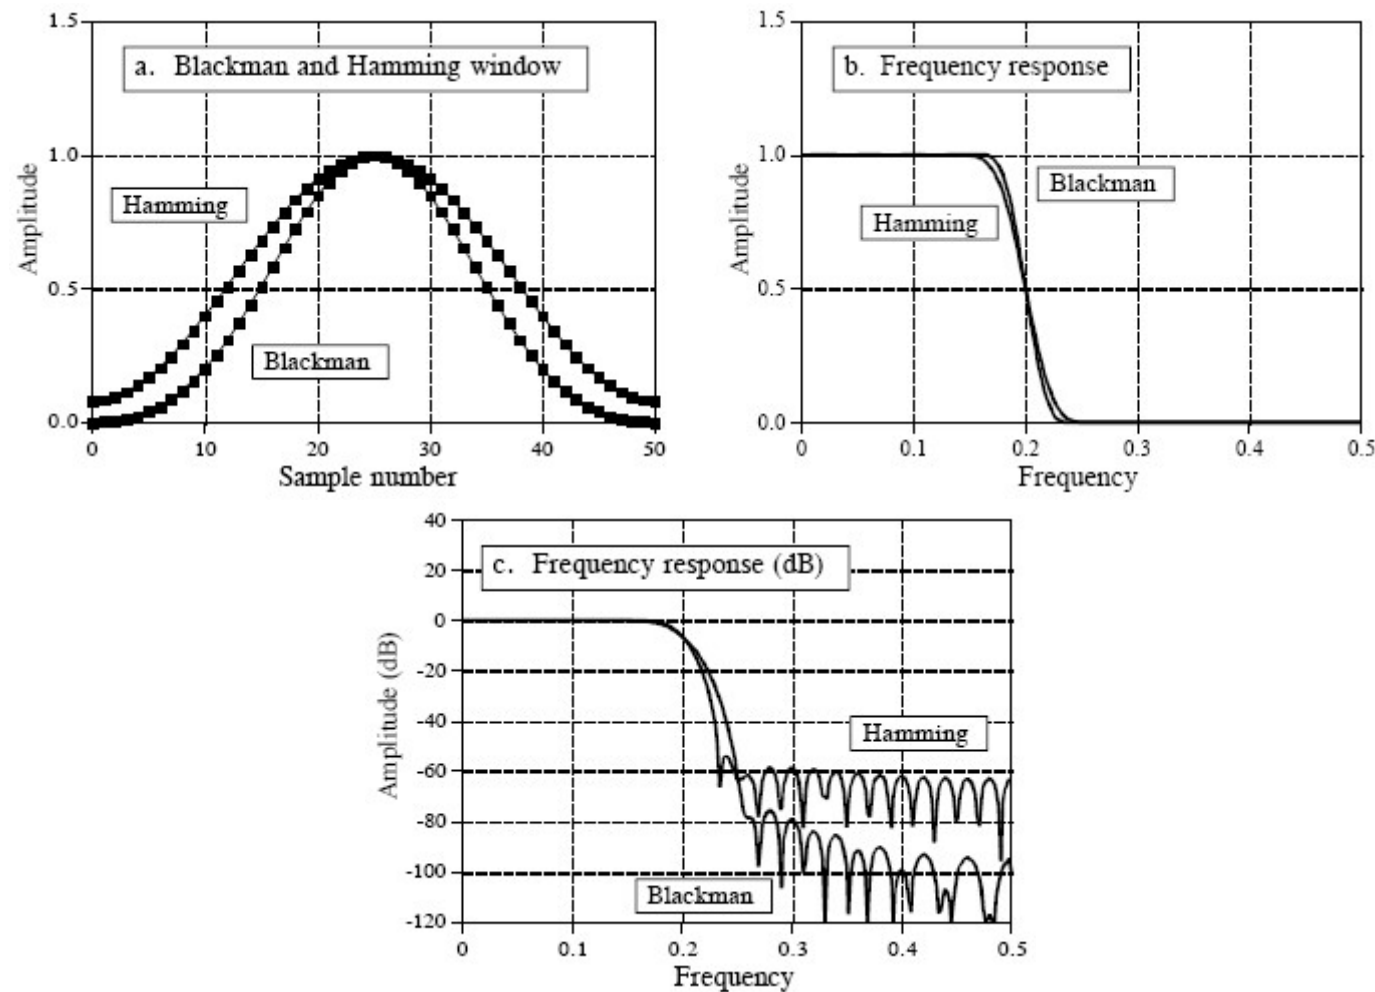 1.5
a. Blackman and Hamming window
1.0
Hamming
Amplitude
0.5
Blackman
0.0
0 10 20 30 40 50
Sample number
1.5
b. Frequency response
1.0
Blackman
Hamming
Amplitude
0.5
0.0
0 0.1 0.2 0.3 0.4 0.5
Frequency
40
c. Frequency response (dB)
20
0
-20
Amplitude (dB)
-40
Hamming
-60
-80
-100
Blackman
-120
0 0.1 0.2 0.3 0.4 0.5
Frequency